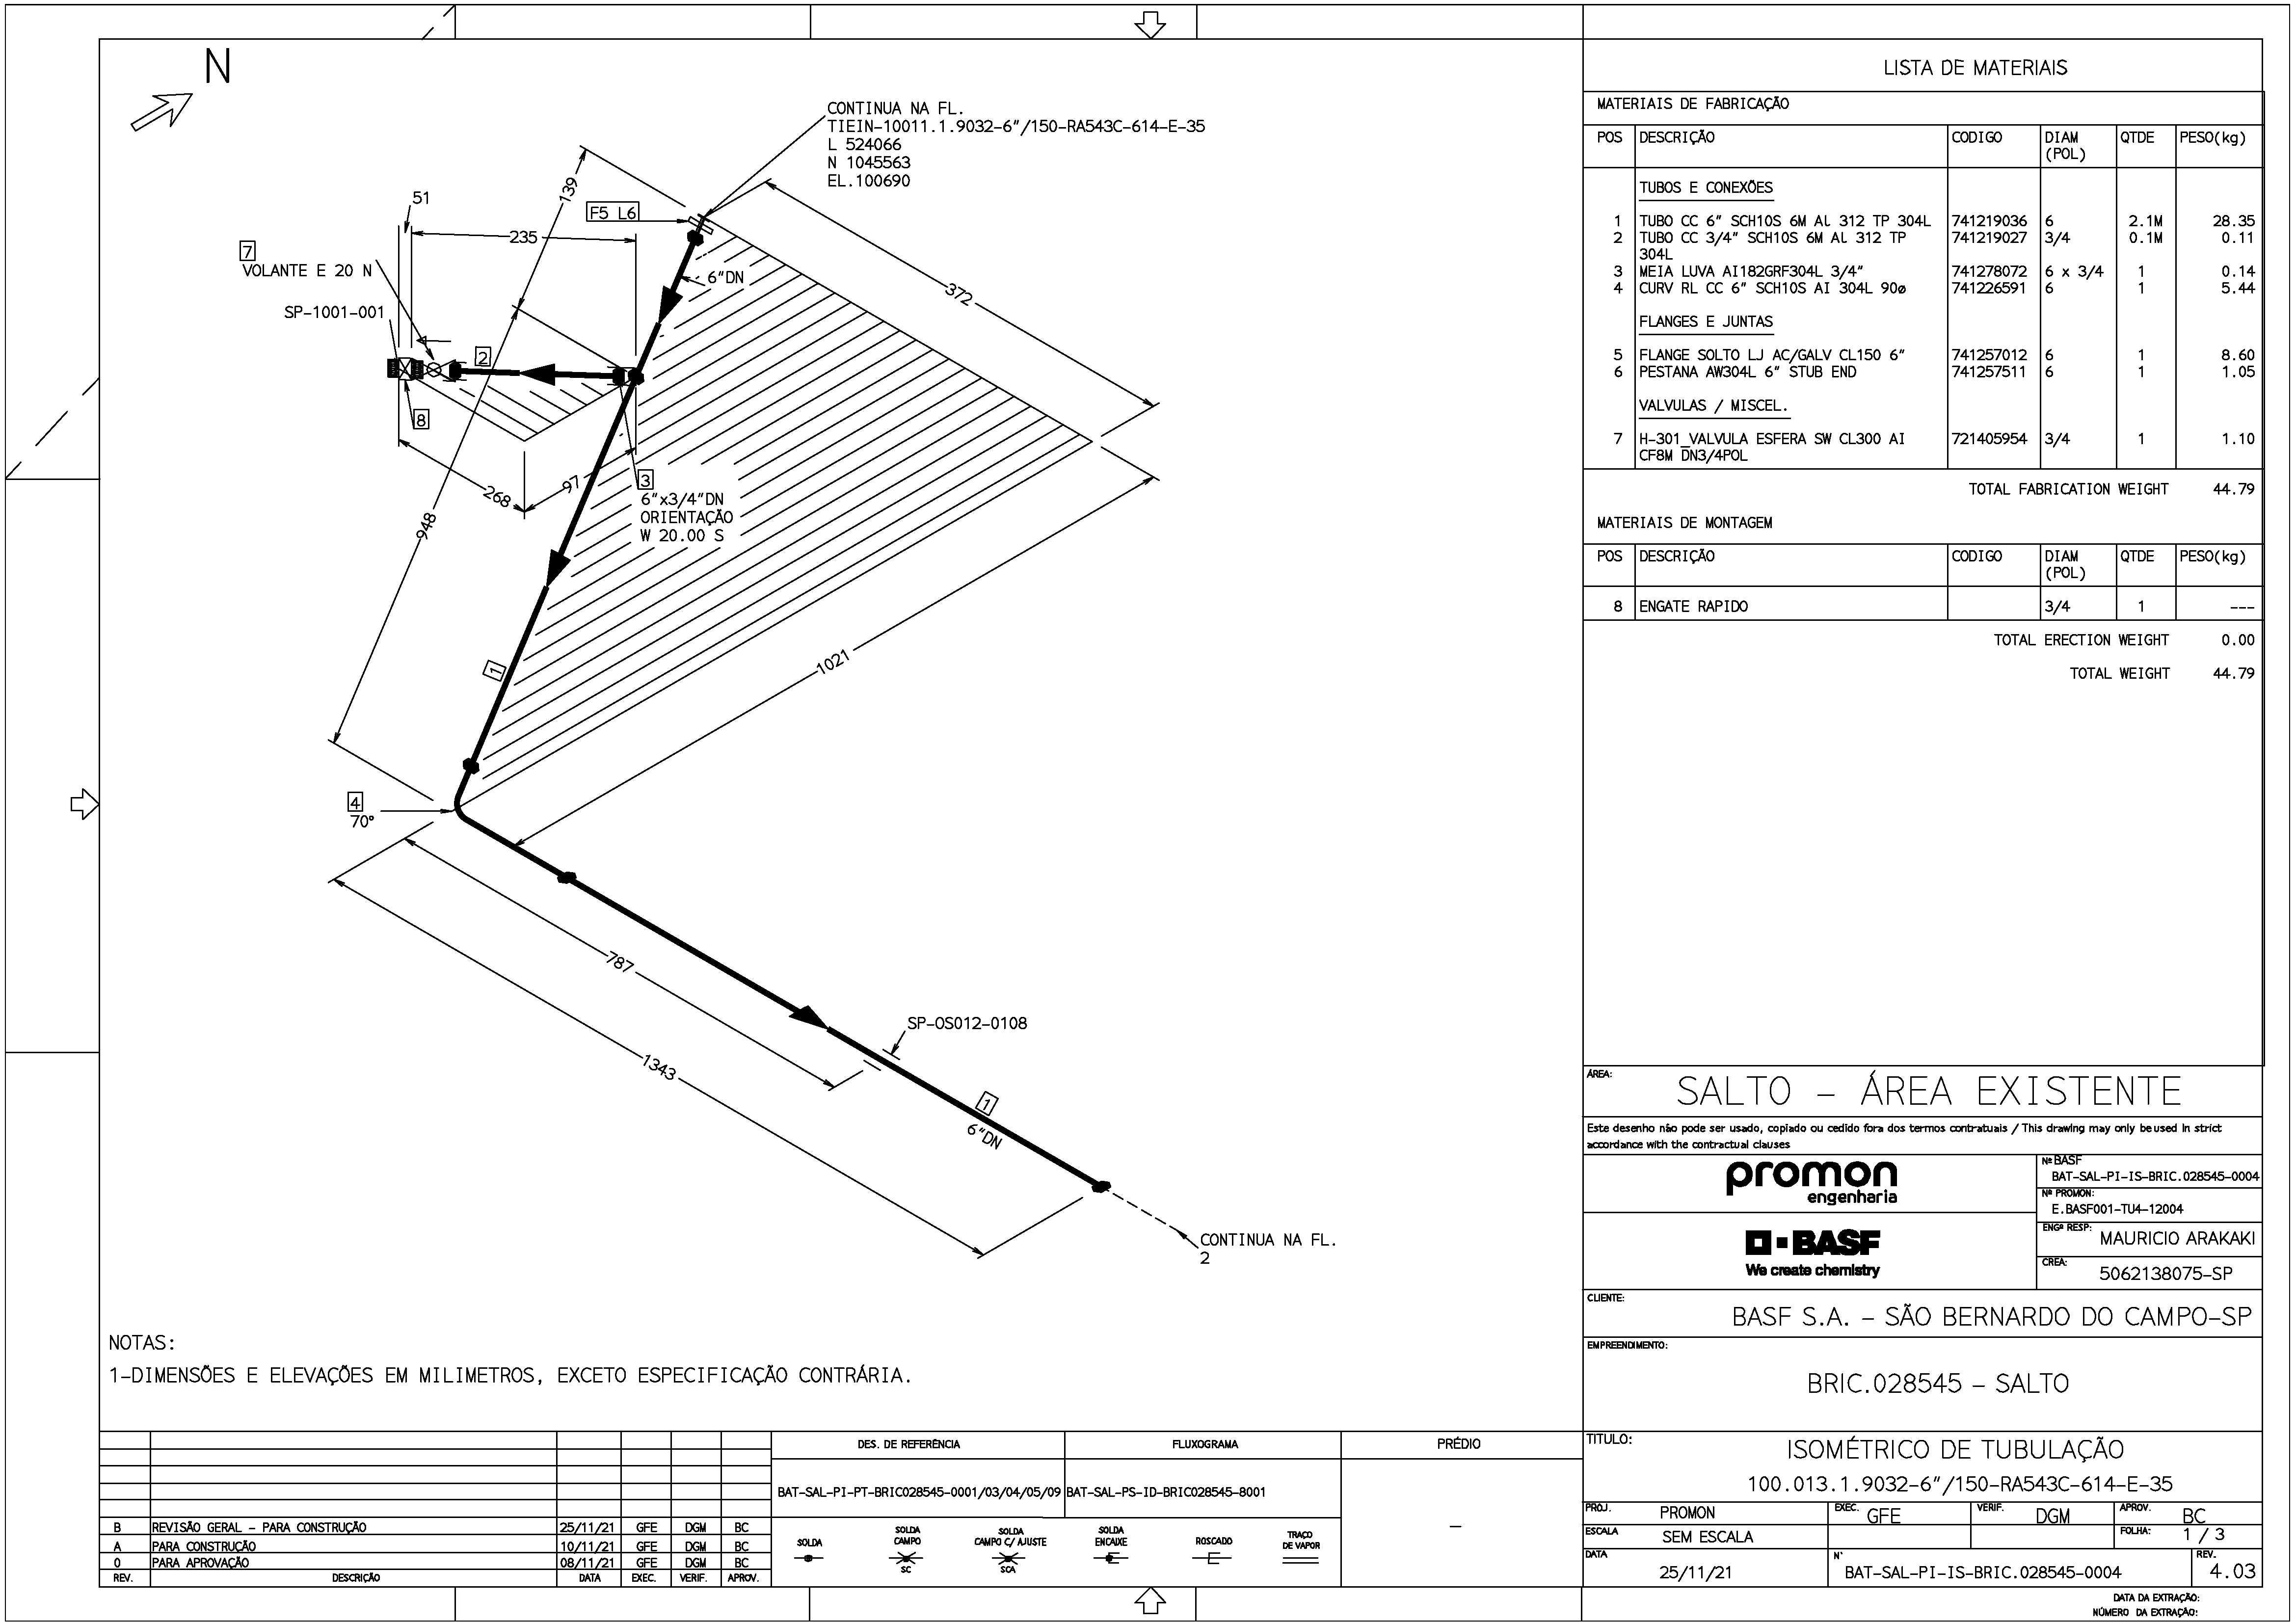 N
CONTINUA NA FL.
TIEIN-10011.1.9032-6"/150-RA543C-614-E-35
L 524066
N 1045563
EL.100690
139
51
F5 L6
235
7
VOLANTE E 20 N
6"DN
372
SP-1001-001
2
8
268
97
3
6"x3/4"DN
ORIENTAÇÃO
W 20.00 S
948
1
1021
4
70°
787
SP-OS012-0108
1343
1
6"DN
CONTINUA NA FL.
2
NOTAS:
1-DIMENSÕES E ELEVAÇÕES EM MILIMETROS, EXCETO ESPECIFICAÇÃO CONTRÁRIA.
LISTA DE MATERIAIS
MATERIAIS DE FABRICAÇÃO
POS DESCRIÇÃO CODIGO DIAM (POL) QTDE PESO(kg)
TUBOS E CONEXÕES
1 TUBO CC 6" SCH10S 6M Al 312 TP 304L 741219036 6 2.1M 28.35
2 TUBO CC 3/4" SCH10S 6M Al 312 TP 741219027 3/4 0.1M 0.11
304L
3 MEIA LUVA AI182GRF304L 3/4" 741278072 6 x 3/4 1 0.14
4 CURV RL CC 6" SCH10S AI 304L 90ø 741226591 6 1 5.44
FLANGES E JUNTAS
5 FLANGE SOLTO LJ AC/GALV CL150 6" 741257012 6 1 8.60
6 PESTANA AW304L 6" STUB END 741257511 6 1 1.05
VALVULAS / MISCEL.
7 H-301_VALVULA ESFERA SW CL300 AI 721405954 3/4 1 1.10
CF8M DN3/4POL
TOTAL FABRICATION WEIGHT 44.79
MATERIAIS DE MONTAGEM
POS DESCRIÇÃO CODIGO DIAM (POL) QTDE PESO(kg)
8 ENGATE RAPIDO 3/4 1 ---
TOTAL ERECTION WEIGHT 0.00
TOTAL WEIGHT 44.79
ÁREA:
SALTO - ÁREA EXISTENTE
Este desenho não pode ser usado, copiado ou cedido fora dos termos contratuais / This drawing may only be used in strict
accordance with the contractual clauses
promon
engenharia
Nº BASF
BAT-SAL-PI-IS-BRIC.028545-0004
Nº PROMON:
E.BASF001-TU4-12004
BASF
We create chemistry
ENGº RESP:
MAURICIO ARAKAKI
CREA:
5062138075-SP
CLIENTE:
BASF S.A. - SÃO BERNARDO DO CAMPO-SP
EMPREENDIMENTO:
BRIC.028545 - SALTO
TITULO:
ISOMÉTRICO DE TUBULAÇÃO
100.013.1.9032-6"/150-RA543C-614-E-35
PROJ. PROMON EXEC. GFE VERIF. DGM APROV. BC
ESCALA SEM ESCALA FOLHA: 1 / 3
DATA 25/11/21 N° BAT-SAL-PI-IS-BRIC.028545-0004 REV. 4.03
DATA DA EXTRAÇÃO:
NÚMERO DA EXTRAÇÃO:
B REVISÃO GERAL - PARA CONSTRUÇÃO 25/11/21 GFE DGM BC
A PARA CONSTRUÇÃO 10/11/21 GFE DGM BC
0 PARA APROVAÇÃO 08/11/21 GFE DGM BC
REV. DESCRIÇÃO DATA EXEC. VERIF. APROV.
DES. DE REFERÊNCIA FLUXOGRAMA PRÉDIO
BAT-SAL-PI-PT-BRIC028545-0001/03/04/05/09 BAT-SAL-PS-ID-BRIC028545-8001
-
SOLDA
SOLDA CAMPO
SC
SOLDA CAMPO C/ AJUSTE
SCA
SOLDA ENCAIXE
ROSCADO
TRAÇO DE VAPOR